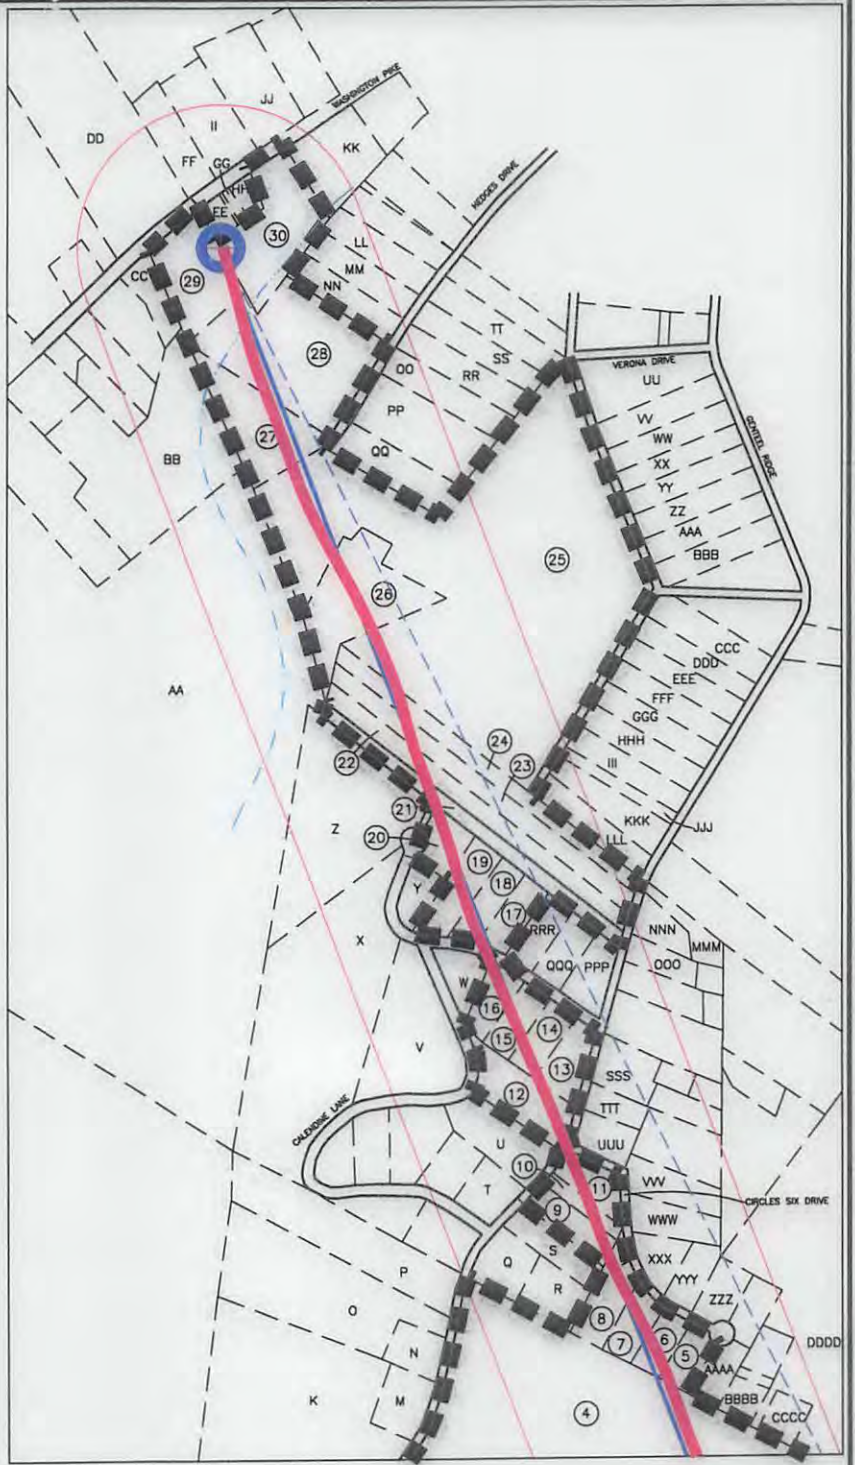 JJ
WASHINGTON PIKE
II
DD
KK
FF
GG
HH
EE
HEDGES DRIVE
30
LL
CC
29
MM
NN
TT
28
SS
VERONA DRIVE
OO
RR
UU
PP
VV
GENTEEL RIDGE
27
WW
QQ
BB
XX
YY
ZZ
AAA
BBB
25
26
CCC
DDD
EEE
AA
FFF
GGG
24
HHH
22
23
III
21
KKK
JJJ
Z
20
LLL
19
Y
18
17
RRR
NNN
X
MMM
QQQ
PPP
OOO
W
16
14
15
V
13
SSS
12
TTT
CALENDINE LANE
U
UUU
10
T
11
VVV
9
CIRCLES SIX DRIVE
WWW
S
Q
XXX
P
R
YYY
O
ZZZ
8
6
7
DDDD
N
5
AAAA
K
M
BBBB
4
CCCC